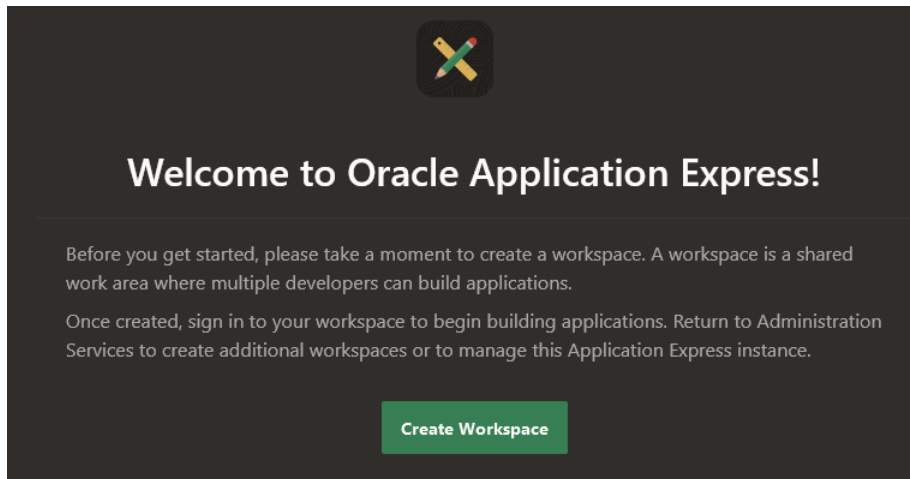 Welcome to Oracle Application Express!
Before you get started, please take a moment to create a workspace. A workspace is a shared
work area where multiple developers can build applications.
Once created, sign in to your workspace to begin building applications. Return to Administration
Services to create additional workspaces or to manage this Application Express instance.
Create Workspace